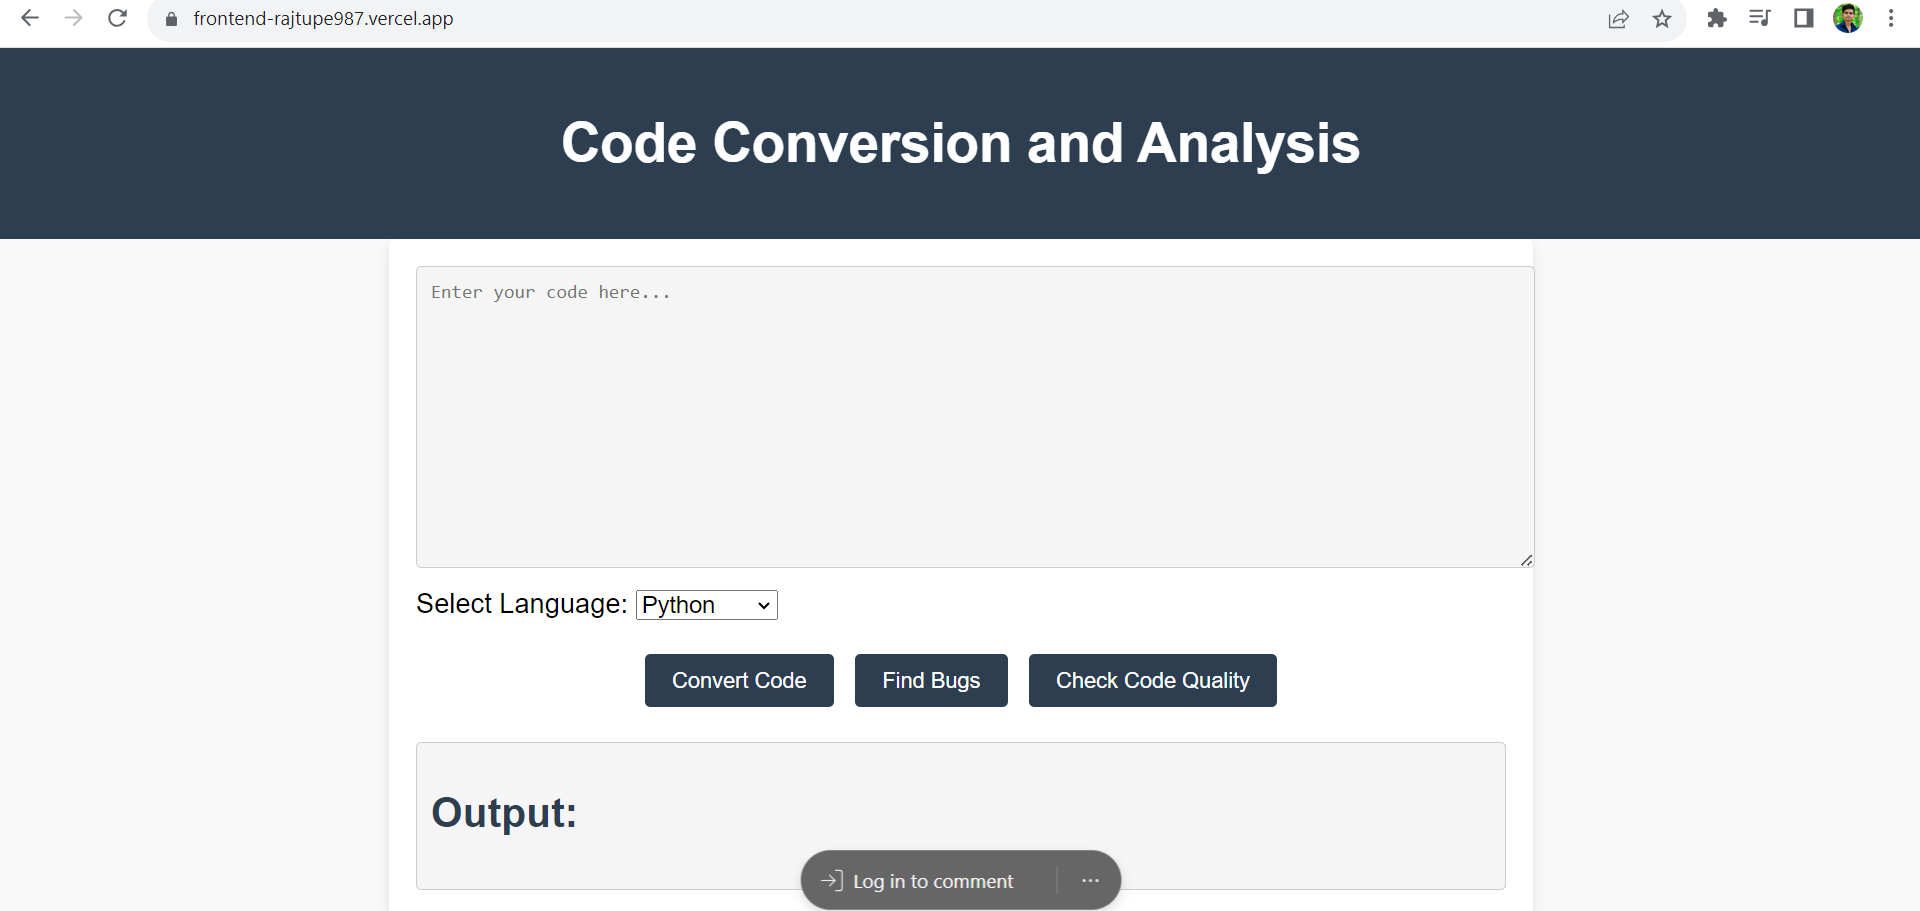 frontend-rajtupe987.vercel.app
Code Conversion and Analysis
Enter your code here...
Select Language: Python
Convert Code Find Bugs Check Code Quality
Output:
Log in to comment